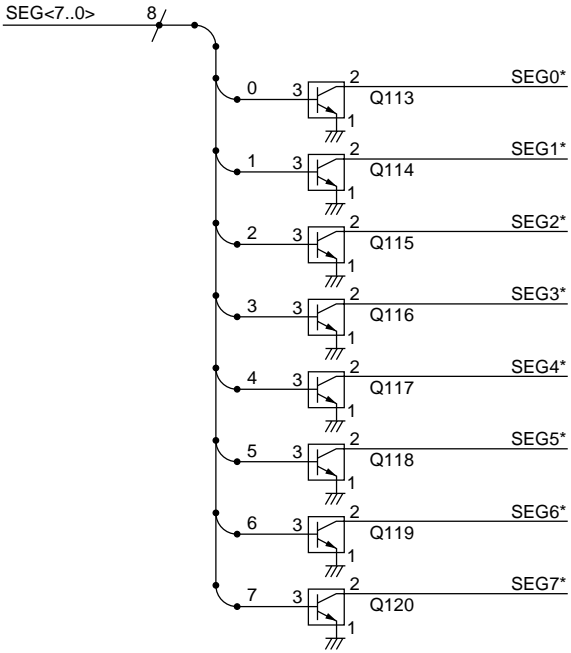 SEG<7..0> 8
0 3 2 SEG0*
Q113
1
1 3 2 SEG1*
Q114
1
2 3 2 SEG2*
Q115
1
3 3 2 SEG3*
Q116
1
4 3 2 SEG4*
Q117
1
5 3 2 SEG5*
Q118
1
6 3 2 SEG6*
Q119
1
7 3 2 SEG7*
Q120
1